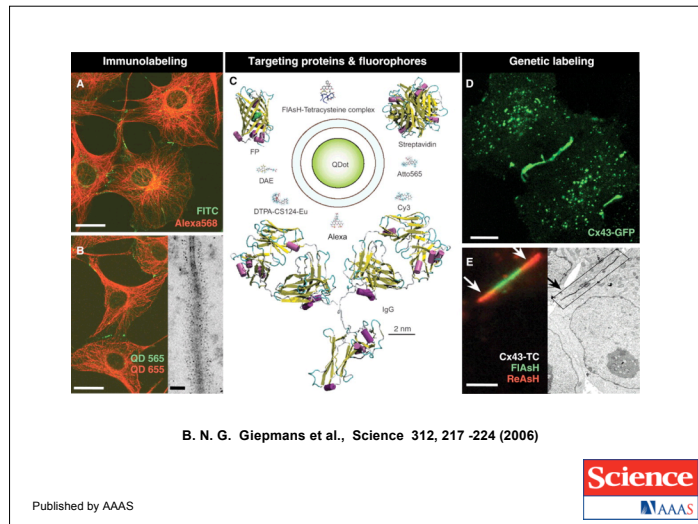 Immunolabeling
Targeting proteins & fluorophores
Genetic labeling
A
FITC
Alexa568
B
QD 565
QD 655
C
FlAsH-Tetracysteine complex
FP
Streptavidin
QDot
DAE
Atto565
DTPA-CS124-Eu
Cy3
Alexa
IgG
2 nm
D
Cx43-GFP
E
Cx43-TC
FlAsH
ReAsH
B. N. G. Giepmans et al., Science 312, 217 -224 (2006)
Published by AAAS
Science
AAAS